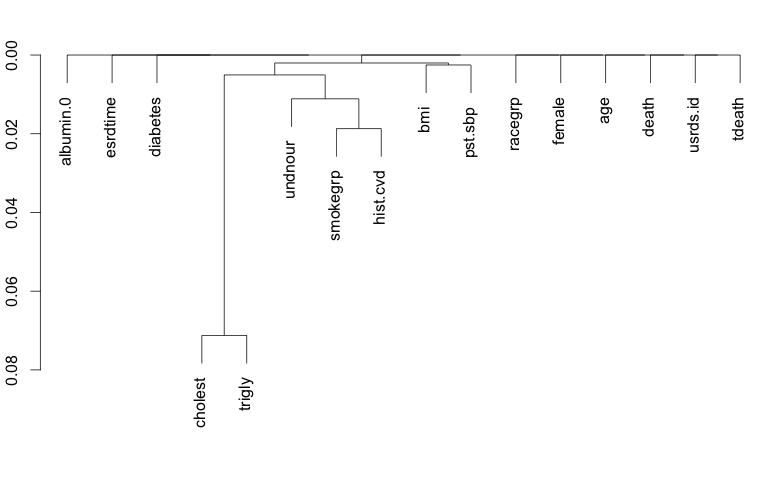 0.00
0.02
0.04
0.06
0.08
albumin.0
esrdtime
diabetes
cholest
trigly
undnour
smokegrp
hist.cvd
bmi
pst.sbp
racegrp
female
age
death
usrds.id
tdeath